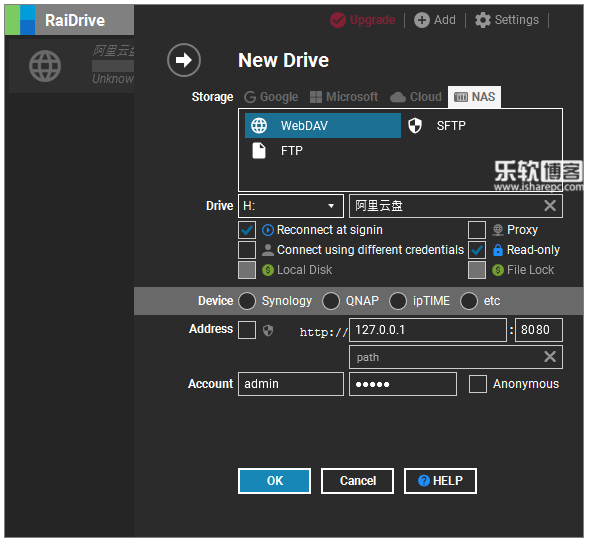 RaiDrive
Upgrade
Add
Settings
阿里云盘
Unknow
New Drive
Storage
Google
Microsoft
Cloud
NAS
WebDAV
SFTP
FTP
乐软博客
www.isharepc.com
Drive
H:
阿里云盘
Reconnect at signin
Proxy
Connect using different credentials
Read-only
Local Disk
File Lock
Device
Synology
QNAP
ipTIME
etc
Address
http://
127.0.0.1
:
8080
path
Account
admin
•••••
Anonymous
OK
Cancel
HELP